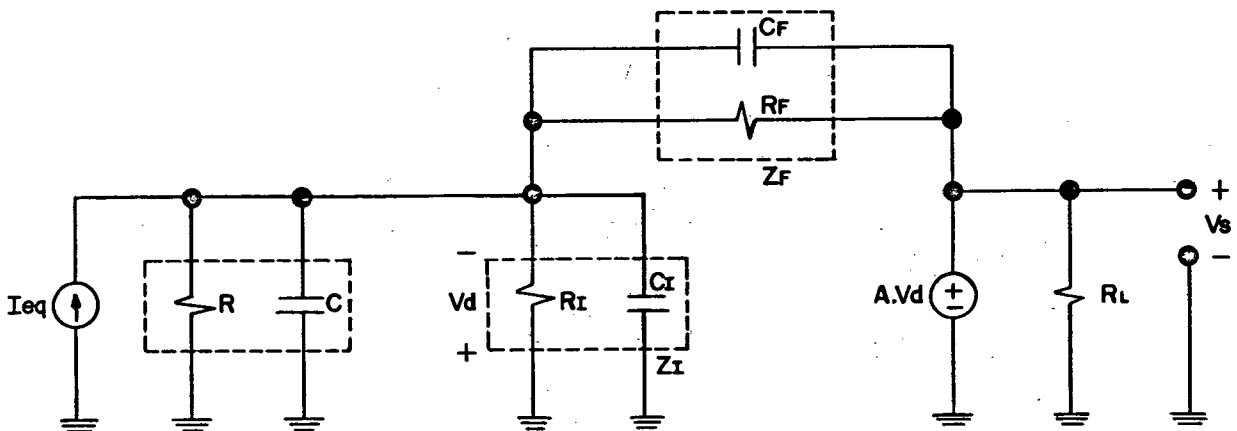 CF
RF
ZF
+
Vs
-
-
Vd
+
RI
CI
ZI
Ieq
R
C
A.Vd
+
-
RL